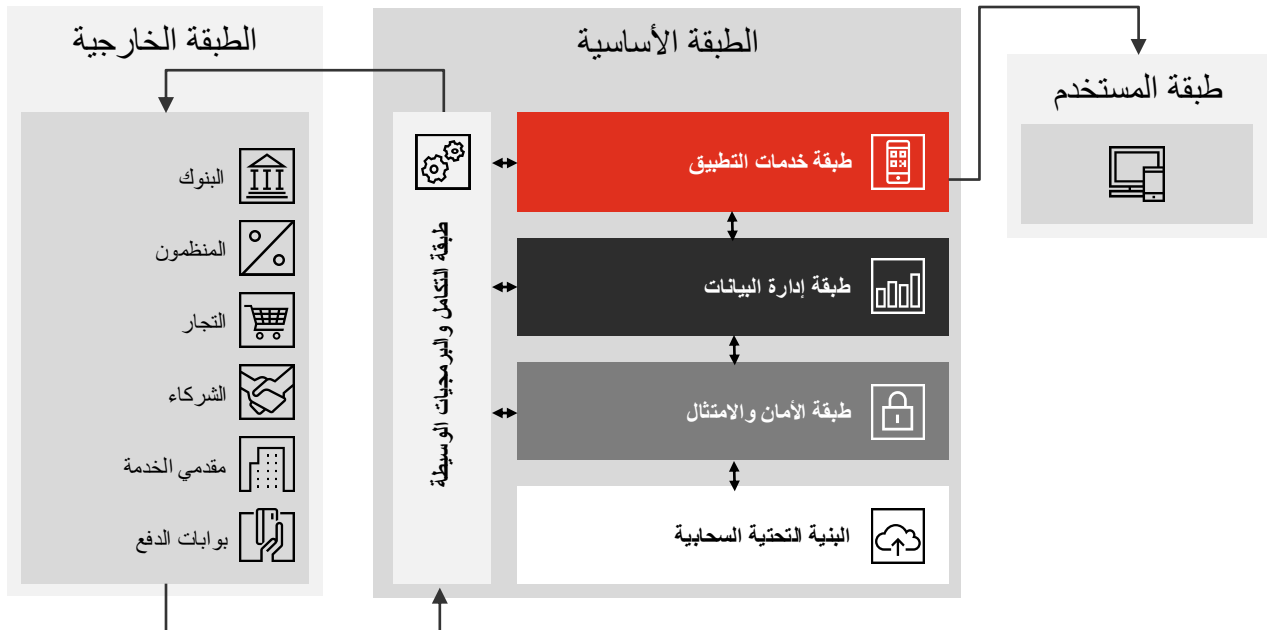 طبقة المستخدم
الطبقة الأساسية
طبقة خدمات التطبيق
طبقة إدارة البيانات
طبقة الأمان والامتثال
البنية التحتية السحابية
طبقة التكامل والبرمجيات الوسيطة
الطبقة الخارجية
البنوك
المنظمون
التجار
الشركاء
مقدمي الخدمة
بوابات الدفع